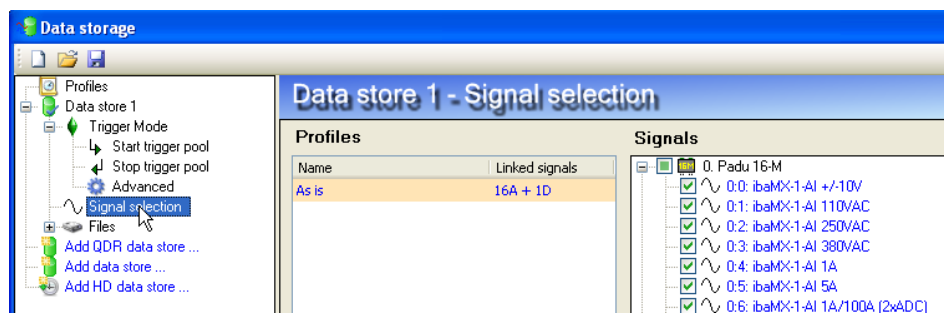 Data storage
Profiles
Data store 1
Trigger Mode
Start trigger pool
Stop trigger pool
Advanced
Signal selection
Files
Add QDR data store ...
Add data store ...
Add HD data store ...
Data store 1 - Signal selection
Profiles
Name Linked signals
As is 16A + 1D
Signals
16M 0. Padu 16-M
0:0: ibaMX-1-AI +/-10V
0:1: ibaMX-1-AI 110VAC
0:2: ibaMX-1-AI 250VAC
0:3: ibaMX-1-AI 380VAC
0:4: ibaMX-1-AI 1A
0:5: ibaMX-1-AI 5A
0:6: ibaMX-1-AI 1A/100A (2xADC)